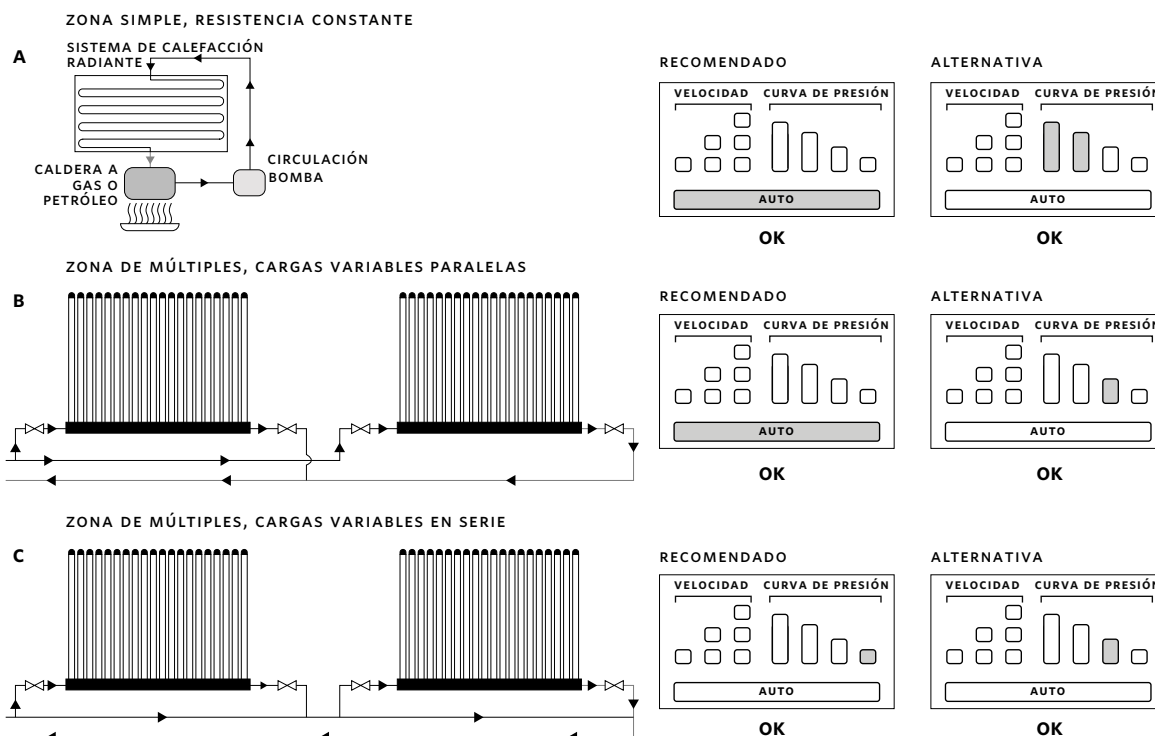 ZONA SIMPLE, RESISTENCIA CONSTANTE
A
SISTEMA DE CALEFACCIÓN
RADIANTE
CALDERA A
GAS O
PETRÓLEO
CIRCULACIÓN
BOMBA
RECOMENDADO
VELOCIDAD CURVA DE PRESIÓN
AUTO
OK
ALTERNATIVA
VELOCIDAD CURVA DE PRESIÓN
AUTO
OK
ZONA DE MÚLTIPLES, CARGAS VARIABLES PARALELAS
B
RECOMENDADO
VELOCIDAD CURVA DE PRESIÓN
AUTO
OK
ALTERNATIVA
VELOCIDAD CURVA DE PRESIÓN
AUTO
OK
ZONA DE MÚLTIPLES, CARGAS VARIABLES EN SERIE
C
RECOMENDADO
VELOCIDAD CURVA DE PRESIÓN
AUTO
OK
ALTERNATIVA
VELOCIDAD CURVA DE PRESIÓN
AUTO
OK